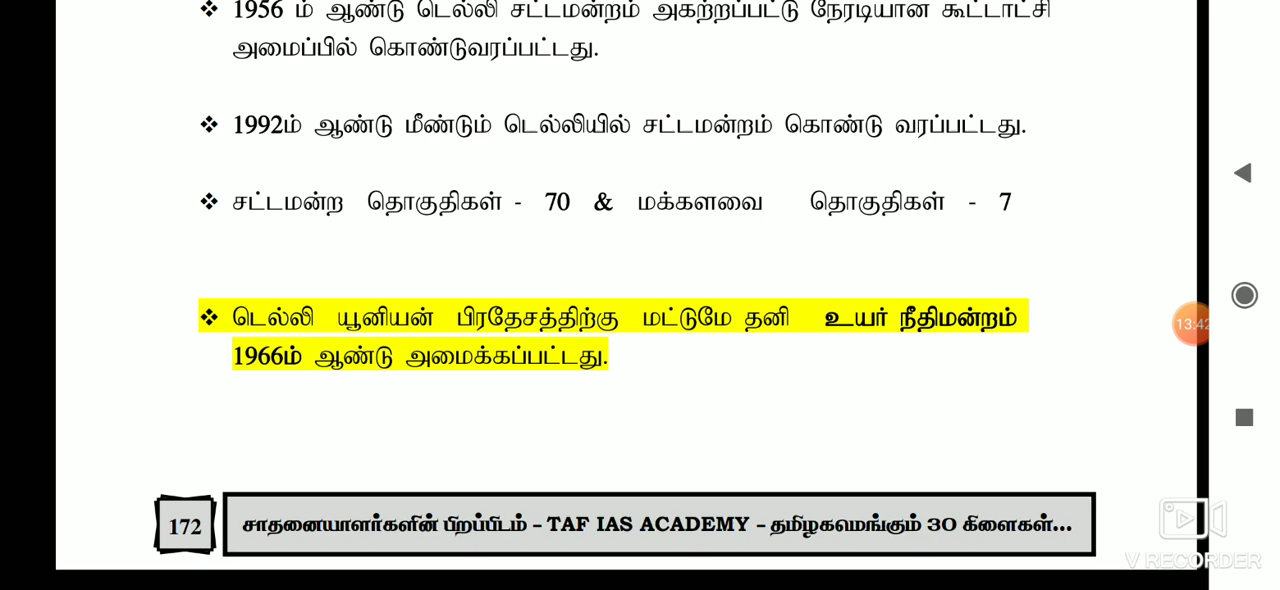 ❖ 1956 ம் ஆண்டு டெல்லி சட்டமன்றம் அகற்றப்பட்டு நேரடியான கூட்டாட்சி
அமைப்பில் கொண்டுவரப்பட்டது.
❖ 1992ம் ஆண்டு மீண்டும் டெல்லியில் சட்டமன்றம் கொண்டு வரப்பட்டது.
❖ சட்டமன்ற தொகுதிகள் - 70 & மக்களவை தொகுதிகள் - 7
❖ டெல்லி யூனியன் பிரதேசத்திற்கு மட்டுமே தனி உயர் நீதிமன்றம்
1966ம் ஆண்டு அமைக்கப்பட்டது.
13:42
172 சாதனையாளர்களின் பிறப்பிடம் – TAF IAS ACADEMY – தமிழகமெங்கும் 30 கிளைகள்...
V RECORDER